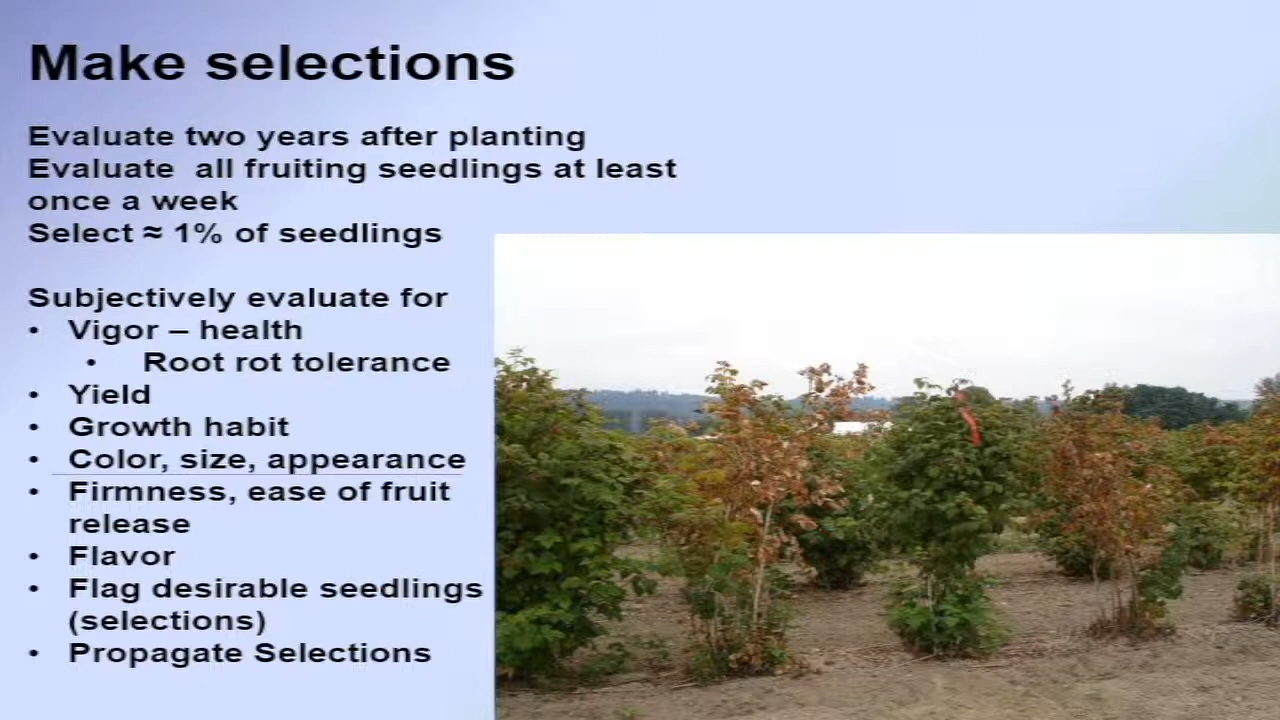 Make selections
Evaluate two years after planting
Evaluate all fruiting seedlings at least
once a week
Select ≈ 1% of seedlings
Subjectively evaluate for
• Vigor – health
• Root rot tolerance
• Yield
• Growth habit
• Color, size, appearance
• Firmness, ease of fruit
release
• Flavor
• Flag desirable seedlings
(selections)
• Propagate Selections